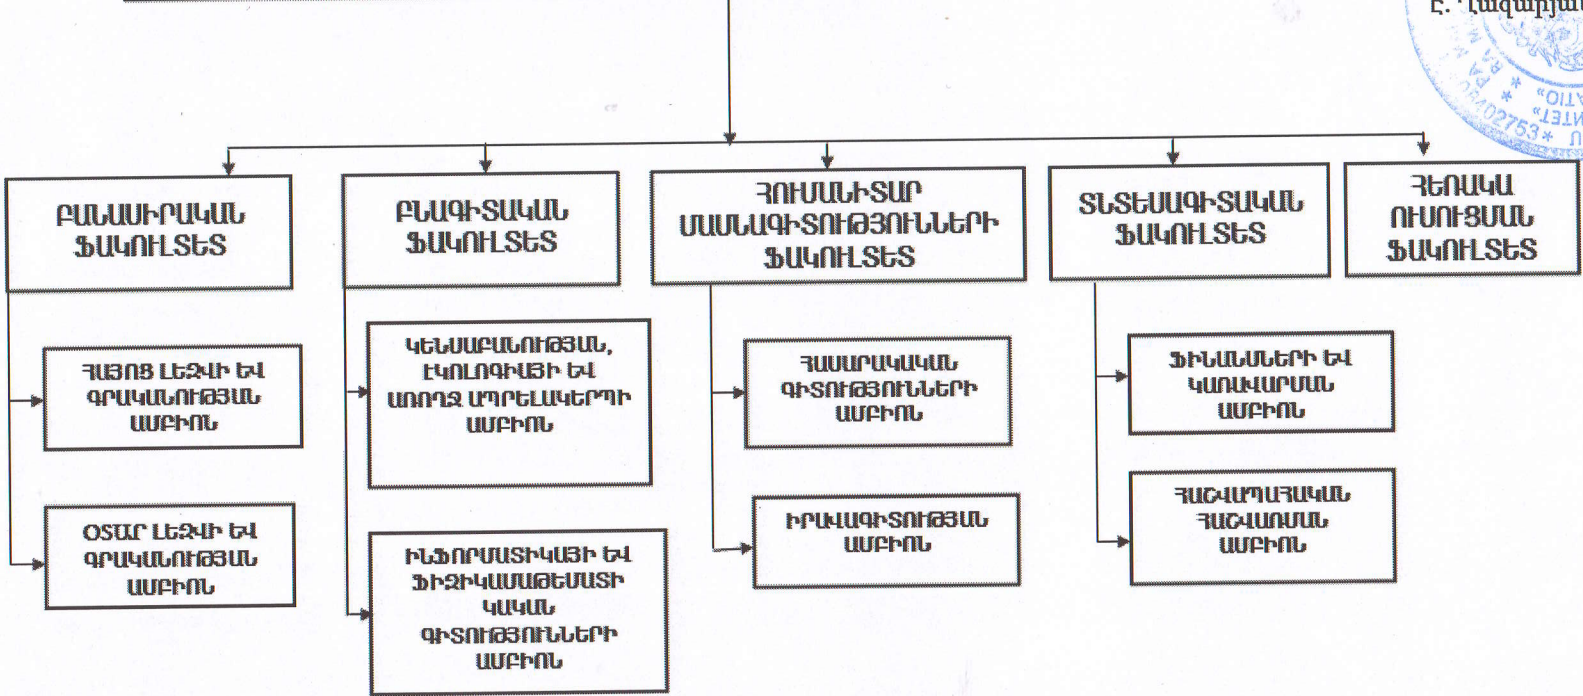 Է. Ղազարյան
ԲԱՆԱՍԻՐԱԿԱՆ
ՖԱԿՈՒԼՏԵՏ
ԲՆԱԳԻՏԱԿԱՆ
ՖԱԿՈՒԼՏԵՏ
ՀՈՒՄԱՆԻՏԱՐ
ՄԱՍՆԱԳԻՏՈՒԹՅՈՒՆՆԵՐԻ
ՖԱԿՈՒԼՏԵՏ
ՏՆՏԵՍԱԳԻՏԱԿԱՆ
ՖԱԿՈՒԼՏԵՏ
ՀԵՌԱԿԱ
ՈՒՍՈՒՑՄԱՆ
ՖԱԿՈՒԼՏԵՏ
ՀԱՅՈՑ ԼԵԶՎԻ ԵՎ
ԳՐԱԿԱՆՈՒԹՅԱՆ
ԱՄԲԻՈՆ
ՕՏԱՐ ԼԵԶՎԻ ԵՎ
ԳՐԱԿԱՆՈՒԹՅԱՆ
ԱՄԲԻՈՆ
ԿԵՆՍԱԲԱՆՈՒԹՅԱՆ,
ԷԿՈԼՈԳԻԱՅԻ ԵՎ
ԱՌՈՂՋ ԱՊՐԵԼԱԿԵՐՊԻ
ԱՄԲԻՈՆ
ԻՆՖՈՐՄԱՏԻԿԱՅԻ ԵՎ
ՖԻԶԻԿԱՄԱԹԵՄԱՏԻ
ԿԱԿԱՆ
ԳԻՏՈՒԹՅՈՒՆՆԵՐԻ
ԱՄԲԻՈՆ
ՀԱՍԱՐԱԿԱԿԱՆ
ԳԻՏՈՒԹՅՈՒՆՆԵՐԻ
ԱՄԲԻՈՆ
ԻՐԱՎԱԳԻՏՈՒԹՅԱՆ
ԱՄԲԻՈՆ
ՖԻՆԱՆՍՆԵՐԻ ԵՎ
ԿԱՌԱՎԱՐՄԱՆ
ԱՄԲԻՈՆ
ՀԱՇՎԱՊԱՀԱԿԱՆ
ՀԱՇՎԱՌՄԱՆ
ԱՄԲԻՈՆ